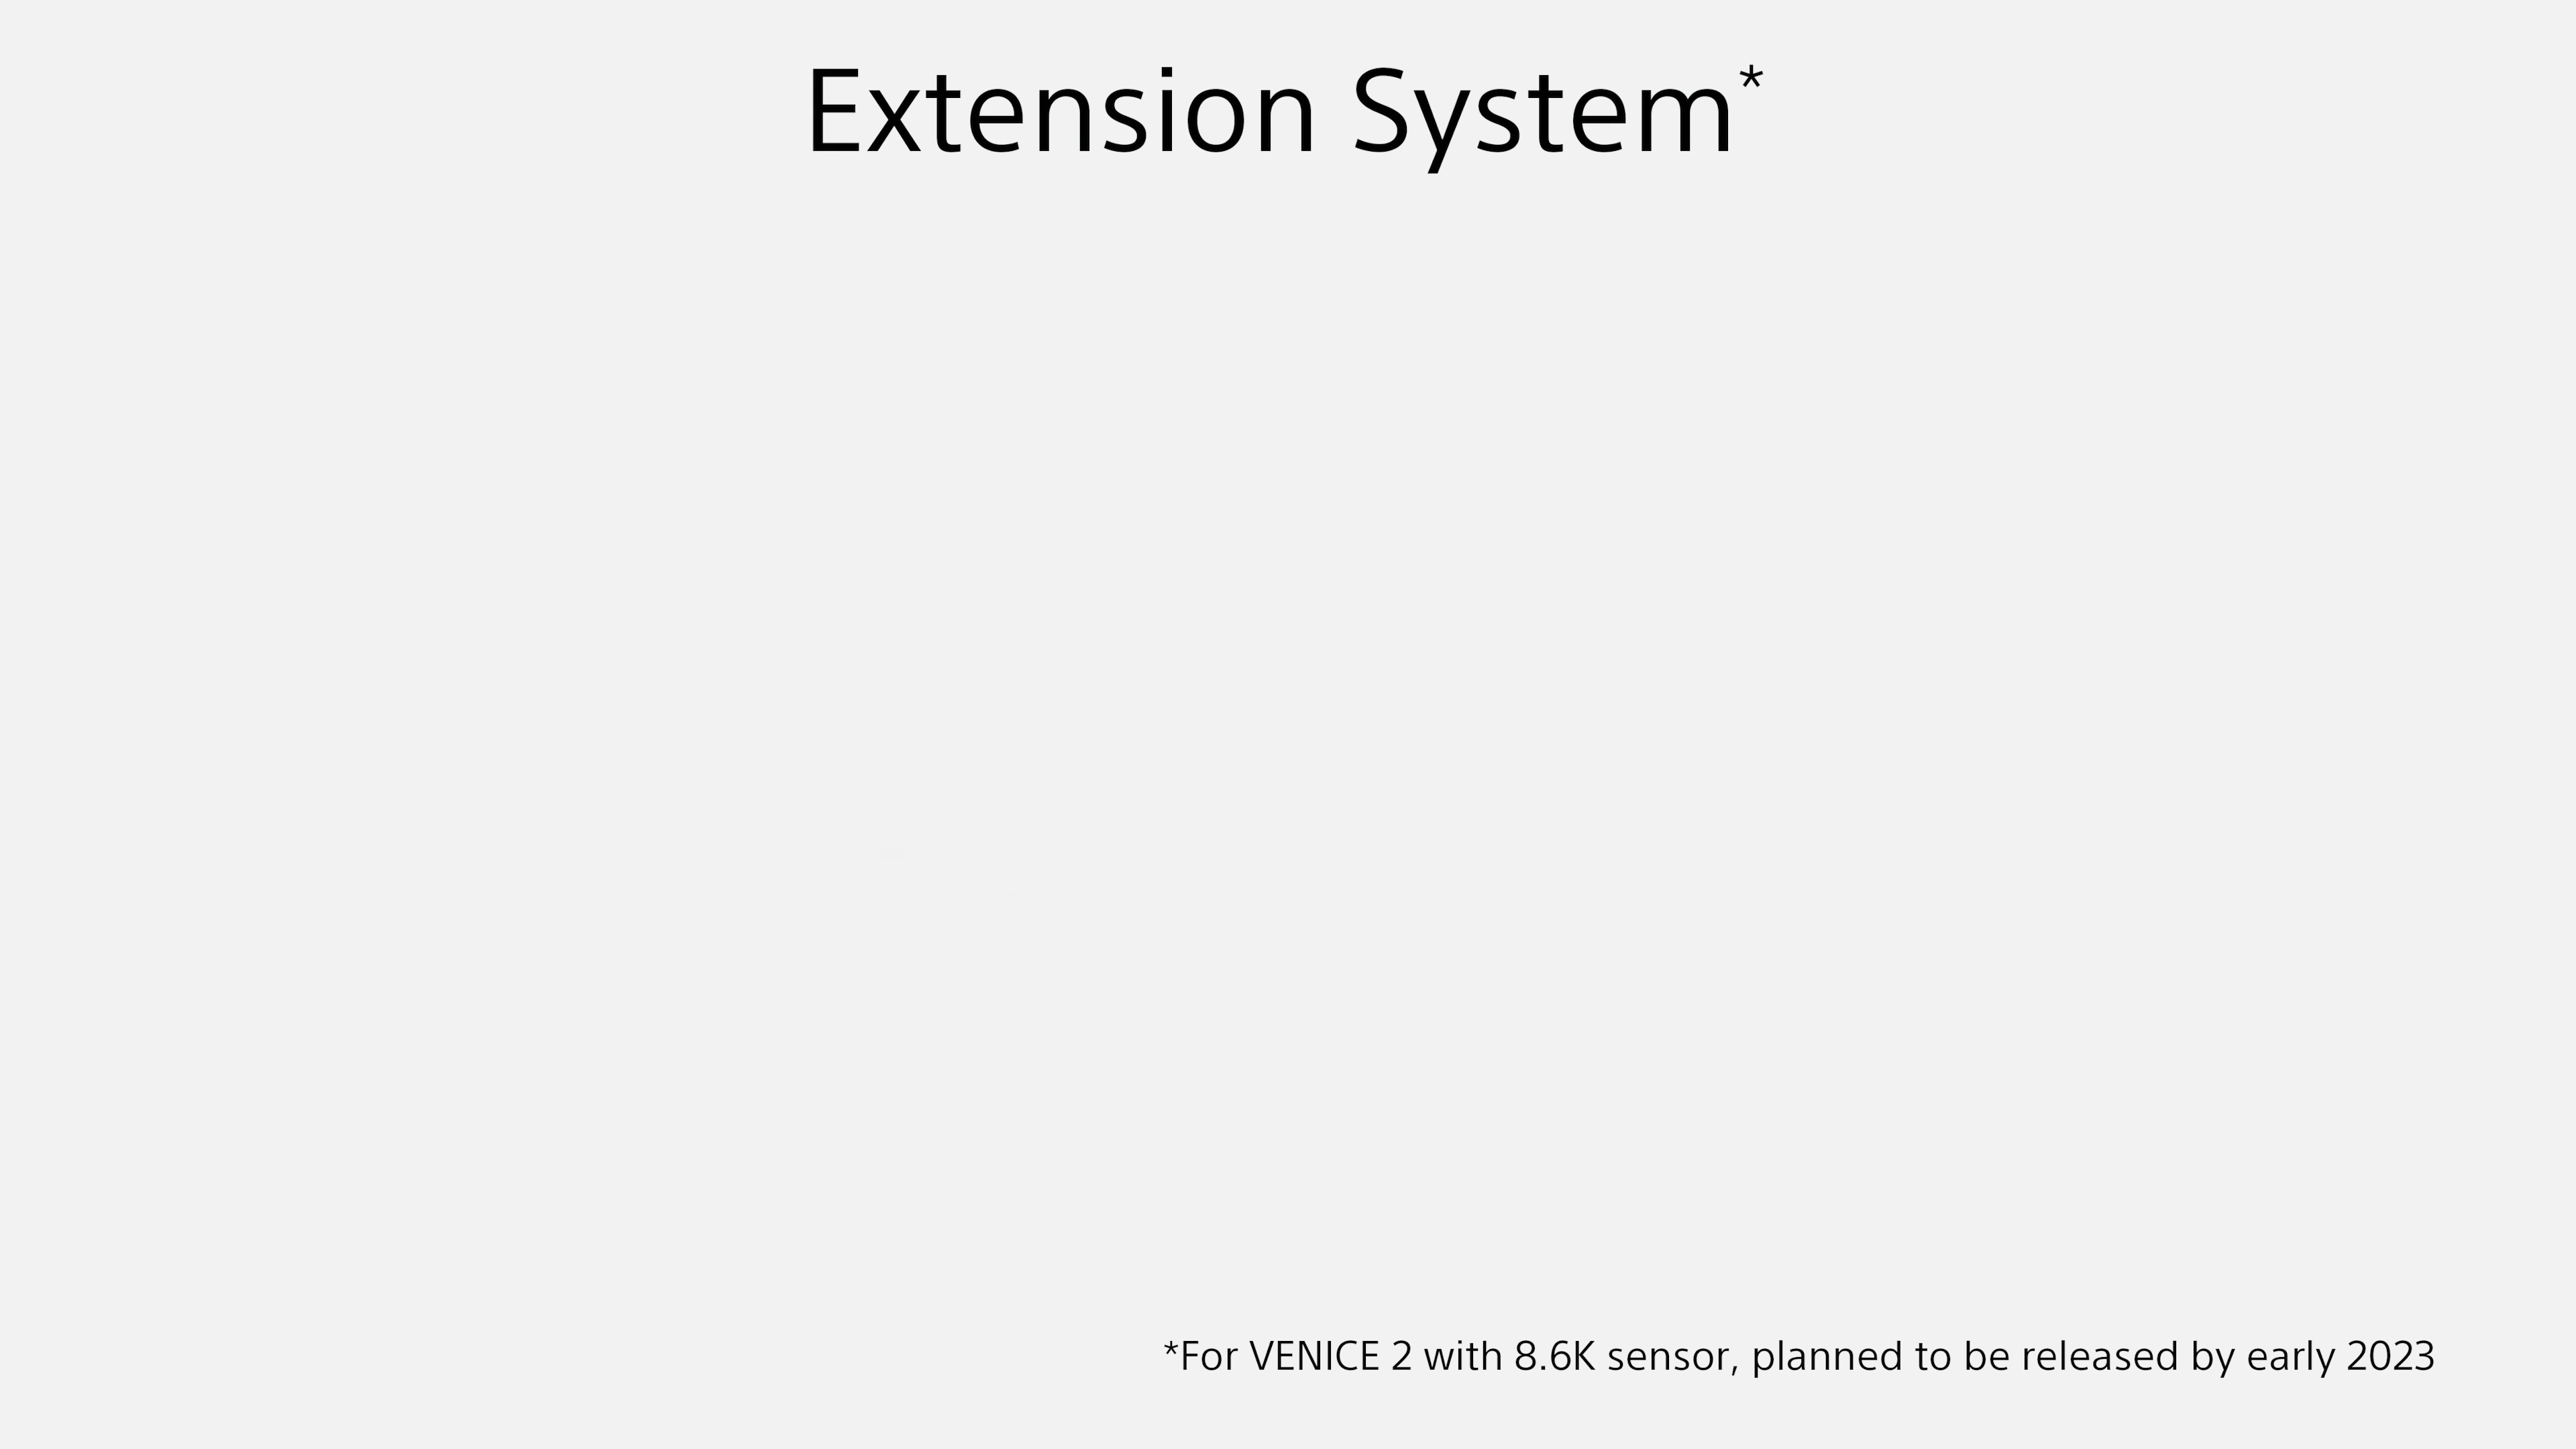 Extension System*
*For VENICE 2 with 8.6K sensor, planned to be released by early 2023